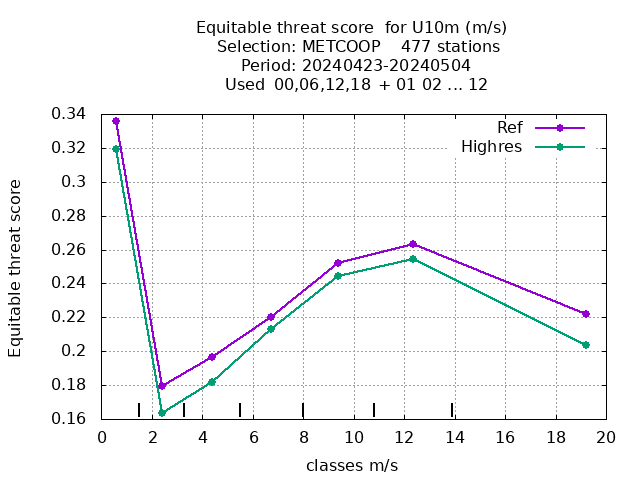 Equitable threat score  for U10m (m/s)
Selection: METCOOP    477 stations
Period: 20240423-20240504
Used  00,06,12,18 + 01 02 ... 12
Ref
Highres
Equitable threat score
0.34
0.32
0.3
0.28
0.26
0.24
0.22
0.2
0.18
0.16
0 2 4 6 8 10 12 14 16 18 20
classes m/s